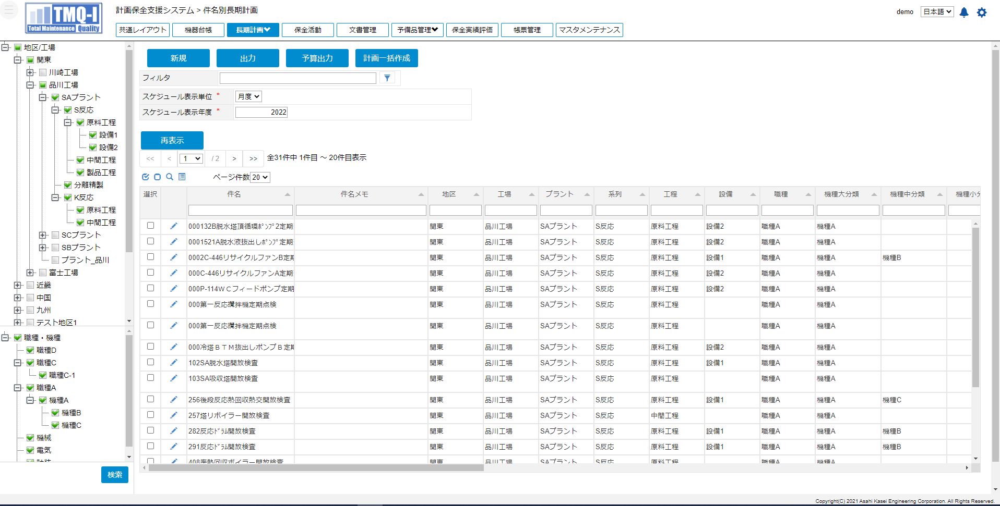 TMQ-I
Total Maintenance Quality
計画保全支援システム > 件名別長期計画
demo 日本語
共通レイアウト 機器台帳 長期計画 保全活動 文書管理 予備品管理 保全実績評価 帳票管理 マスタメンテナンス
地区/工場
関東
川崎工場
品川工場
SAプラント
S反応
原料工程
設備1
設備2
中間工程
製品工程
分離精製
K反応
原料工程
中間工程
SCプラント
SBプラント
プラント_品川
富士工場
近畿
中国
九州
テスト地区1
職種・機種
職種D
職種C
職種C-1
職種A
機種A
機種B
機種C
機械
電気
計装
検索
新規 出力 予算出力 計画一括作成
フィルタ
スケジュール表示単位 * 月度
スケジュール表示年度 * 2022
再表示
<< < 1 / 2 > >> 全31件中 1件目 ～ 20件目表示
ページ件数 20
選択 件名 件名メモ 地区 工場 プラント 系列 工程 設備 職種 機種大分類 機種中分類 機種小分
000132B脱水塔頂循環ﾎﾟﾝﾌﾟ2定期 関東 品川工場 SAプラント S反応 原料工程 設備2 職種A 機種A
0001521A脱水液抜出しﾎﾟﾝﾌﾟ定期 関東 品川工場 SAプラント S反応 原料工程 設備2 職種A 機種A
0002C-446リサイクルファンB定期 関東 品川工場 SAプラント S反応 原料工程 設備1 職種A 機種A 機種B
000C-446リサイクルファンA定期 関東 品川工場 SAプラント S反応 原料工程 設備2 職種A 機種A
000P-114ＷＣフィードポンプ定期 関東 品川工場 SAプラント S反応 原料工程 設備2 職種A 機種A
000第一反応攪拌機定期点検 関東 品川工場 SAプラント S反応 原料工程 職種A 機種A
000第一反応攪拌機定期点検 関東 品川工場 SAプラント S反応 原料工程 職種A 機種A
000冷塔ＢＴＭ抜出しポンプＢ定期 関東 品川工場 SAプラント S反応 原料工程 設備2 職種A 機種A
102SA脱水塔開放検査 関東 品川工場 SAプラント S反応 原料工程 設備1 職種A 機種A
103SA吸収塔開放検査 関東 品川工場 SAプラント S反応 原料工程 職種A 機種A
256後段反応熱回収熱交開放検査 関東 品川工場 SAプラント S反応 原料工程 設備1 職種A 機種A 機種C
257塔リボイラー開放検査 関東 品川工場 SAプラント S反応 中間工程 職種A 機種A
282反応ﾄﾞﾗﾑ開放検査 関東 品川工場 SAプラント S反応 原料工程 設備1 職種A 機種A 機種B
291反応ﾄﾞﾗﾑ開放検査 関東 品川工場 SAプラント S反応 原料工程 設備1 職種A 機種A 機種B
408廃熱回収ボイラー開放検査 関東 品川工場 SAプラント S反応 原料工程 職種A 機種A
Copyright(C) 2021 Asahi Kasei Engineering Corporation. All Rights Reserved.